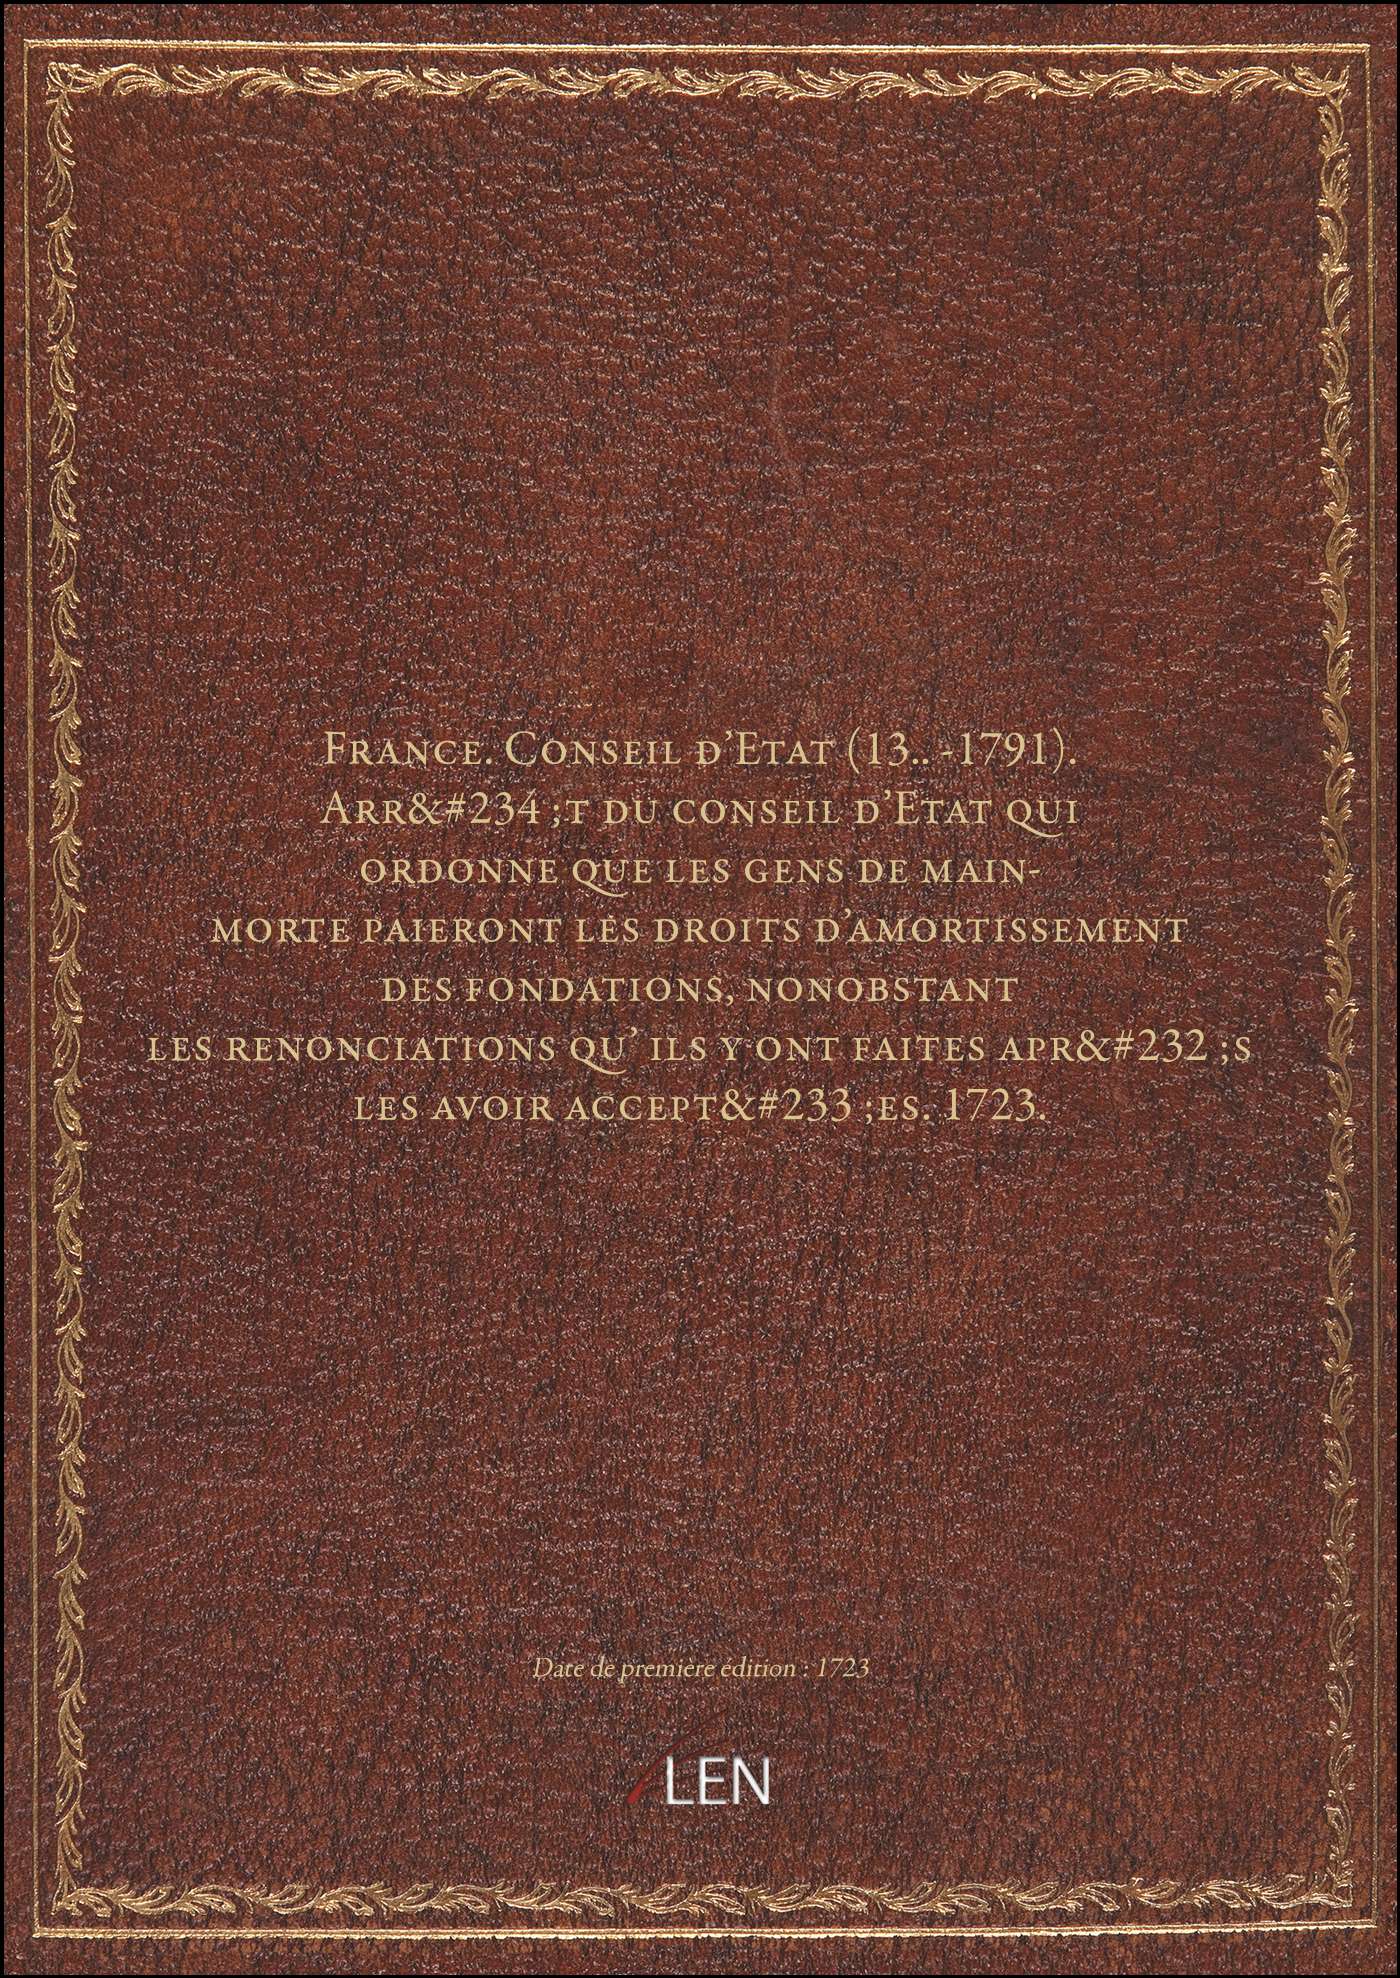 France. Conseil d'Etat (13.. -1791).
Arr&#234 ;t du conseil d'Etat qui
ordonne que les gens de main-
morte paieront les droits d'amortissement
des fondations, nonobstant
les renonciations qu' ils y ont faites apr&#232 ;s
les avoir accept&#233 ;es. 1723.
Date de première édition : 1723
LEN